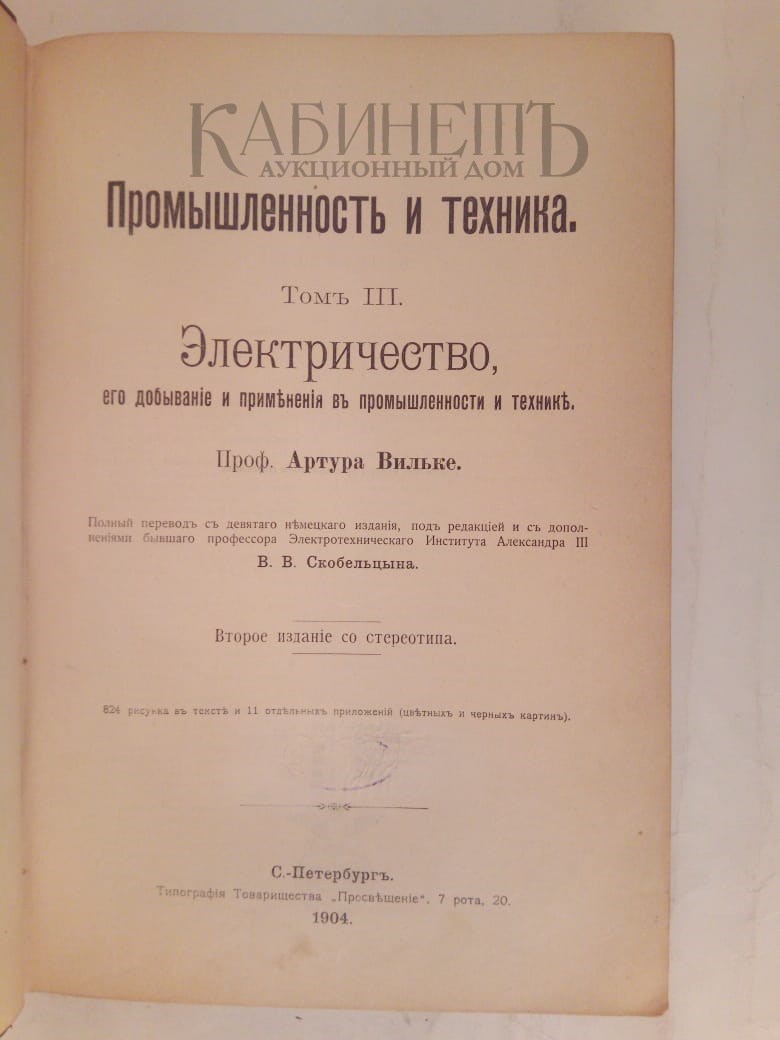 КАБИНЕТЪ
АУКЦИОННЫЙ ДОМ
Промышленность и техника.
Томъ III.
Электричество,
его добываніе и примѣненія въ промышленности и техникѣ.
Проф. Артура Вильке.
Полный переводъ съ девятаго нѣмецкаго изданія, подъ редакціей и съ допол-
неніями бывшаго профессора Электротехническаго Института Александра III
В. В. Скобельцына.
Второе изданіе со стереотипа.
824 рисунка въ текстѣ и 11 отдѣльныхъ приложеній (цвѣтныхъ и черныхъ картинъ).
С.-Петербургъ.
Типографія Товарищества „Просвѣщеніе“, 7 рота, 20.
1904.